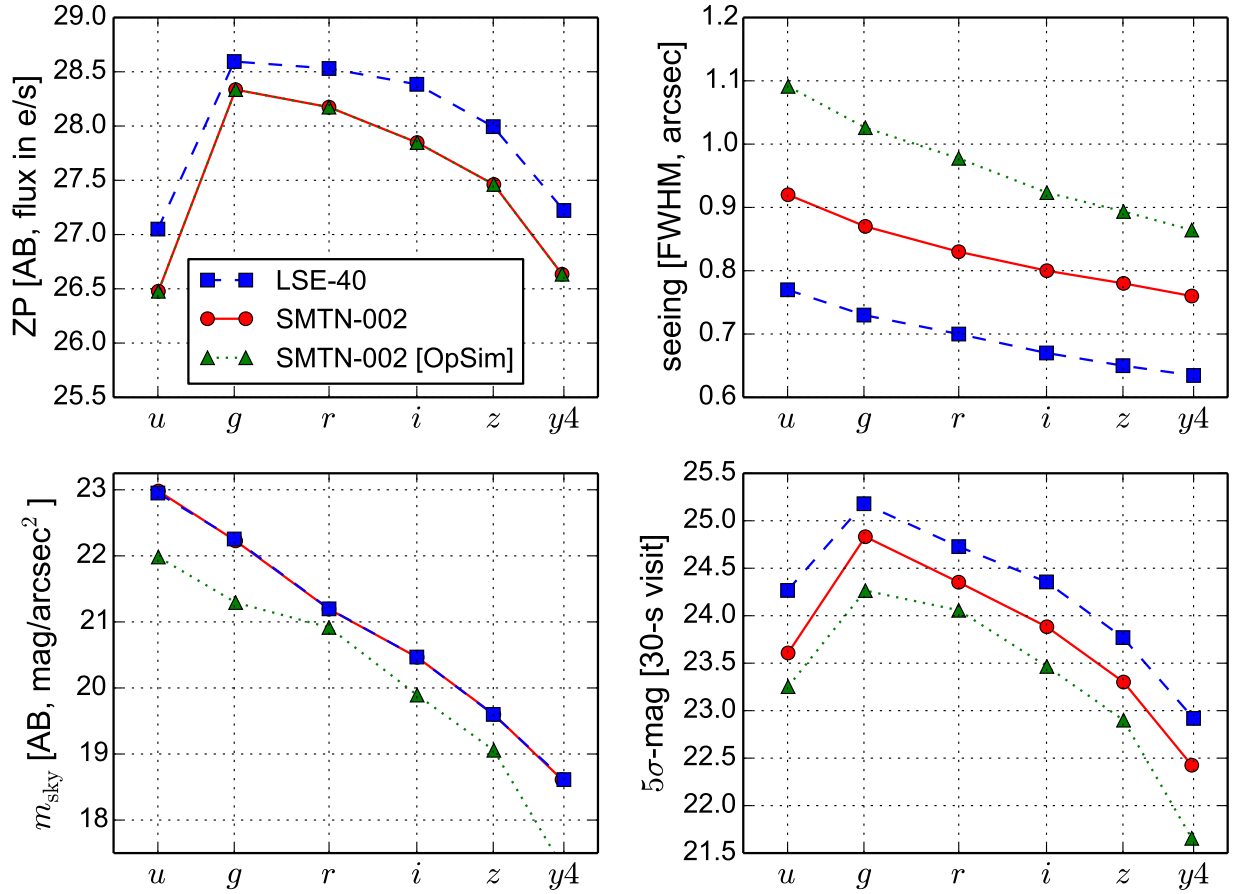 ZP [AB, flux in e/s]
29.0
28.5
28.0
27.5
27.0
26.5
26.0
25.5
LSE-40
SMTN-002
SMTN-002 [OpSim]
u g r i z y4
seeing [FWHM, arcsec]
1.2
1.1
1.0
0.9
0.8
0.7
0.6
u g r i z y4
m_sky [AB, mag/arcsec²]
23
22
21
20
19
18
u g r i z y4
5σ-mag [30-s visit]
25.5
25.0
24.5
24.0
23.5
23.0
22.5
22.0
21.5
u g r i z y4